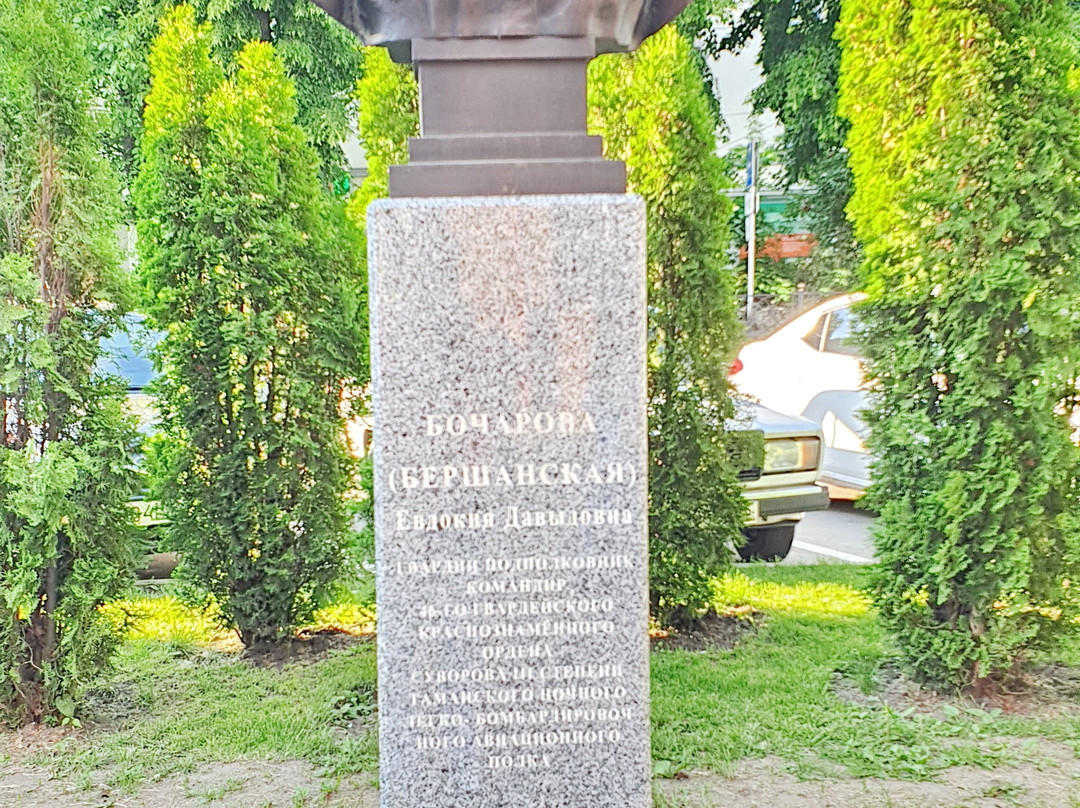 БОЧАРОВА
(БЕРШАНСКАЯ)
Евдокия Давыдовна
ГВАРДИИ ПОДПОЛКОВНИК
КОМАНДИР
46-ГО ГВАРДЕЙСКОГО
КРАСНОЗНАМЁННОГО
ОРДЕНА
СУВОРОВА III СТЕПЕНИ
ТАМАНСКОГО НОЧНОГО
ЛЕГКО- БОМБАРДИРОВОЧ
НОГО АВИАЦИОННОГО
ПОЛКА